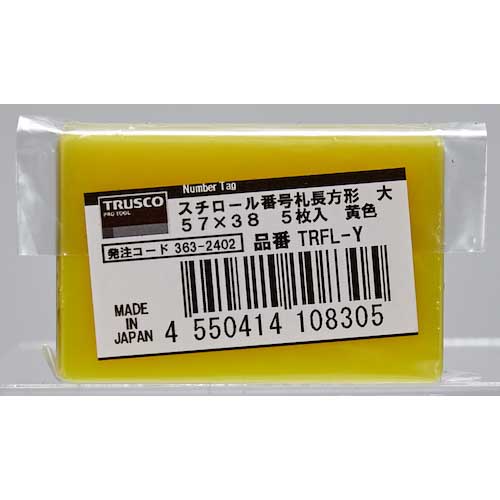 Number Tag
TRUSCO
PRO TOOL
スチロール番号札長方形 大
57×38 5枚入 黄色
発注コード 363-2402
品番 TRFL-Y
MADE
IN
JAPAN
4 550414 108305